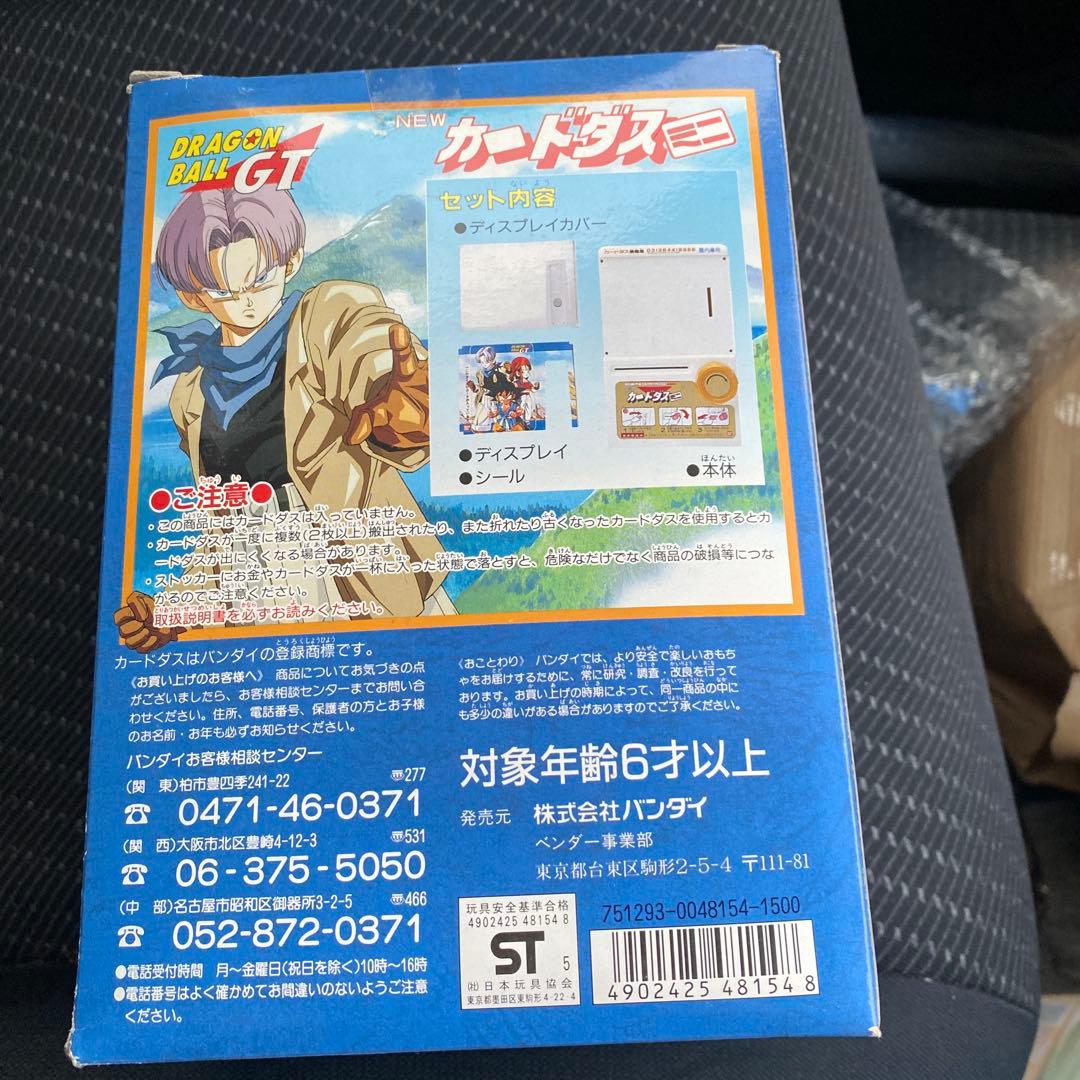 DRAGON BALL GT
NEW
カードダス ミニ
セット内容
●ディスプレイカバー
●ディスプレイ
●シール
●本体
●ご注意●
・この商品にはカードダスは入っていません。
・カードダスが一度に複数(2枚以上)搬出されたり、また折れたり古くなったカードダスを使用するとカ
ードダスが出にくくなる場合があります。
・ストッカーにお金やカードダスが一杯に入った状態で落とすと、危険なだけでなく商品の破損等につな
がるのでご注意ください。
取扱説明書を必ずお読みください。
カードダスはバンダイの登録商標です。
《お買い上げのお客様へ》 商品についてお気づきの点
がございましたら、お客様相談センターまでお問い合
わせください。住所、電話番号、保護者の方とお子様
のお名前・お年も必ずお知らせください。
バンダイお客様相談センター
(関 東)柏市豊四季241-22 〠277
☎ 0471-46-0371
(関 西)大阪市北区豊崎4-12-3 〠531
☎ 06-375-5050
(中 部)名古屋市昭和区御器所3-2-5 〠466
☎ 052-872-0371
●電話受付時間 月〜金曜日(祝日を除く)10時〜16時
●電話番号はよく確かめてお間違いのないようご注意
ください。
《おことわり》 バンダイでは、より安全で楽しいおもち
ゃをお届けするために、常に研究・調査・改良を行って
おります。お買い上げの時期によって、同一商品の中に
も多少の違いがある場合がありますのでご了承ください。
対象年齢6才以上
発売元 株式会社バンダイ
ベンダー事業部
東京都台東区駒形2-5-4 〒111-81
玩具安全基準合格
4902425 48154 8
ST 5
(社)日本玩具協会
東京都墨田区東駒形4-22-4
751293-0048154-1500
4902425 481548